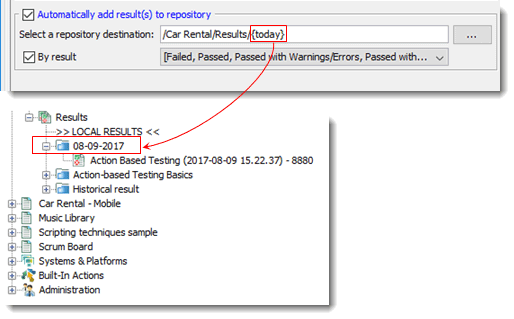 Automatically add result(s) to repository
Select a repository destination: /Car Rental/Results/{today} ...
By result [Failed, Passed, Passed with Warnings/Errors, Passed with...
Results
>> LOCAL RESULTS <<
08-09-2017
Action Based Testing (2017-08-09 15.22.37) - 8880
Action-based Testing Basics
Historical result
Car Rental - Mobile
Music Library
Scripting techniques sample
Scrum Board
Systems & Platforms
Built-In Actions
Administration